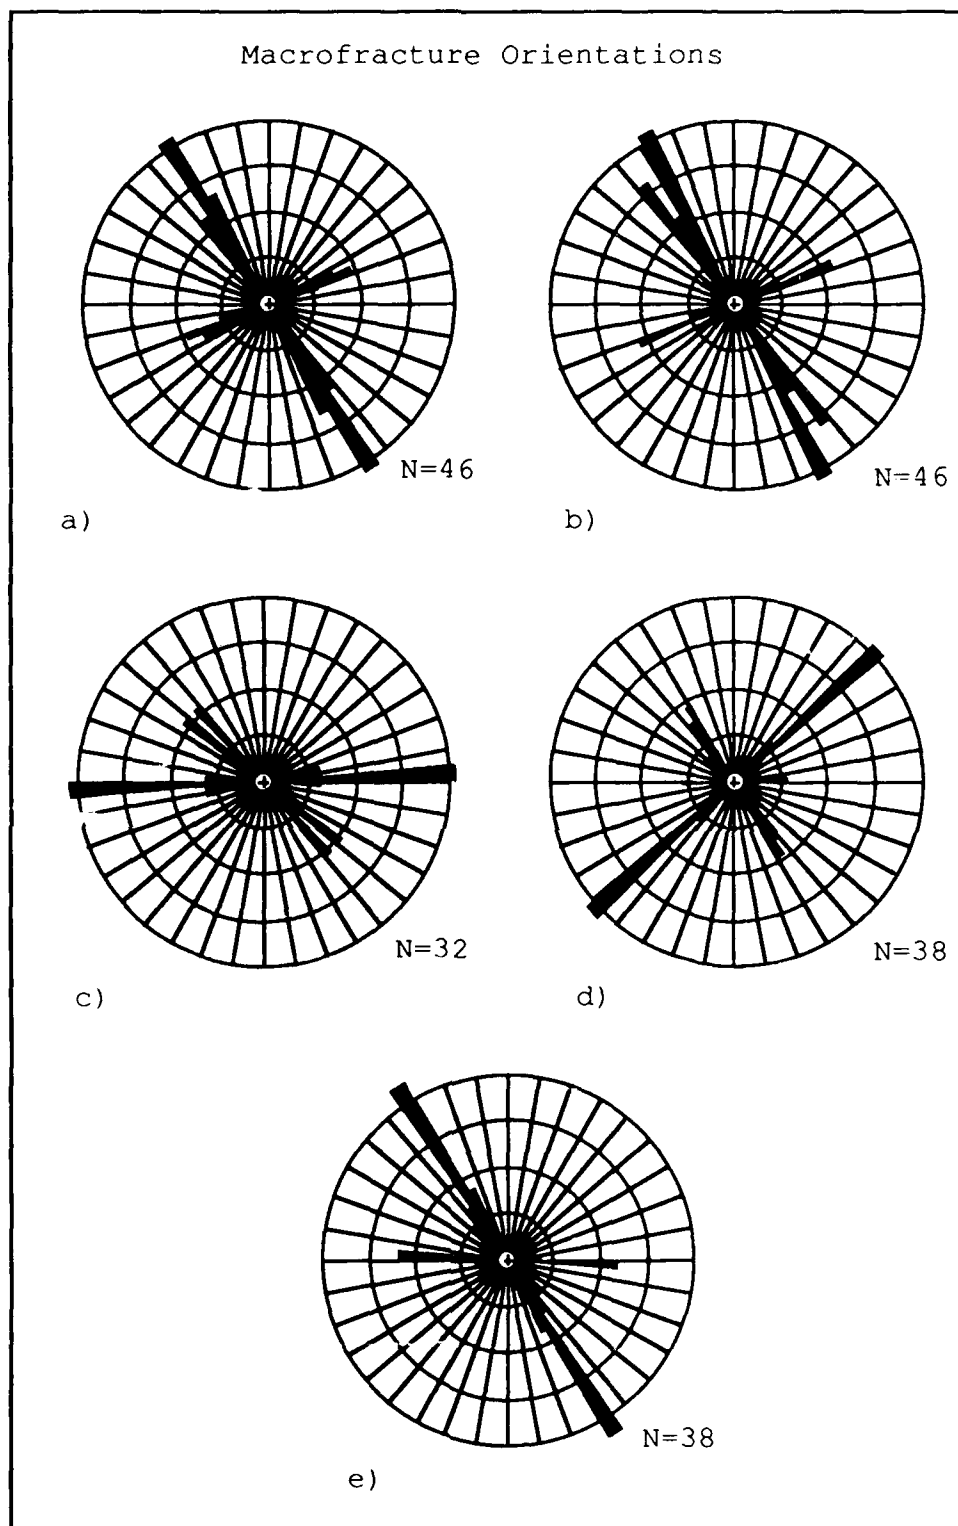 Macrofracture Orientations
N=46
a)
N=46
b)
N=32
c)
N=38
d)
N=38
e)